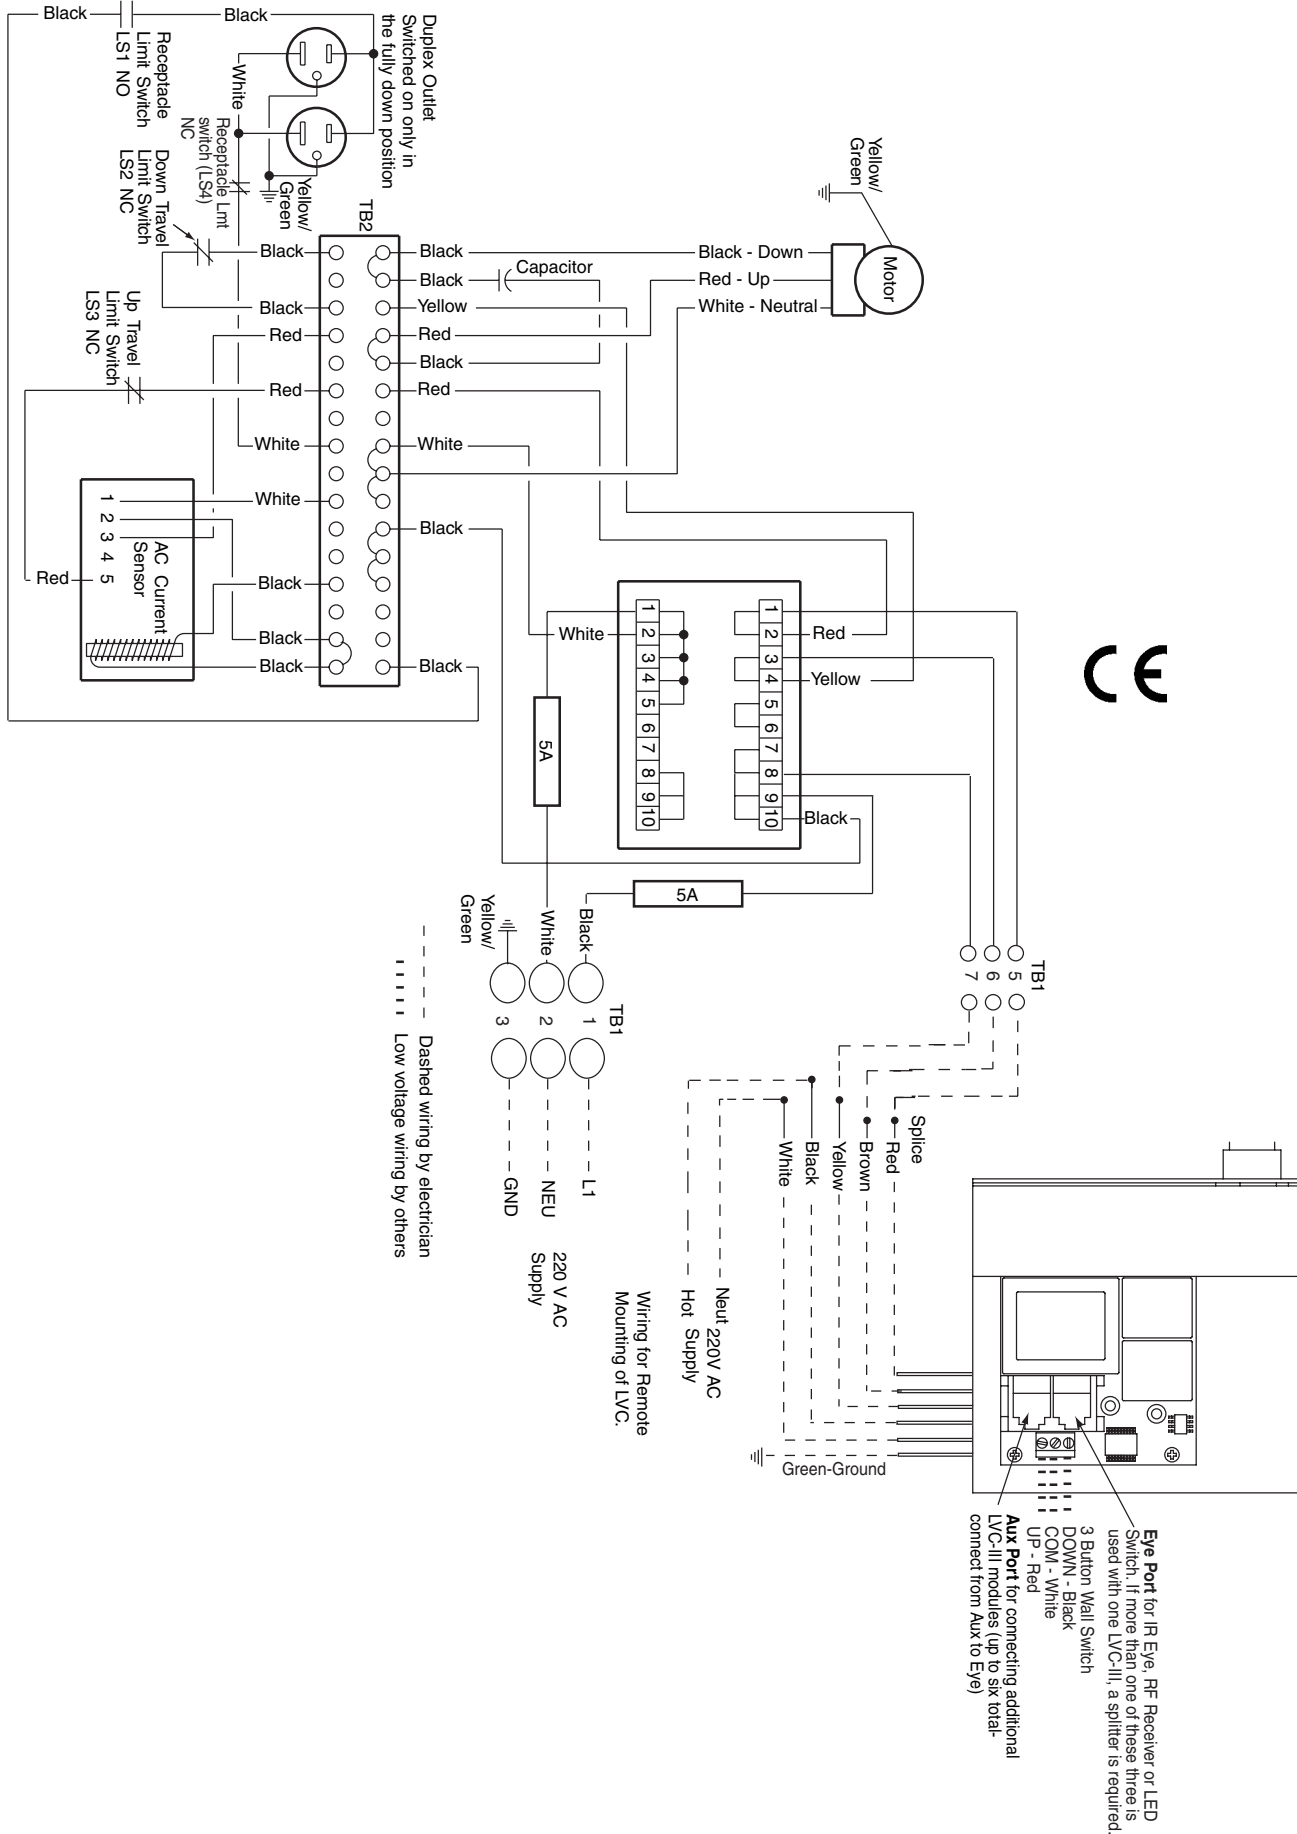 Black
Black
Duplex Outlet
Switched on only in
the fully down position
Receptacle
Limit Switch
LS1 NO
White
Receptacle Lmt
switch (LS4)
NC
Yellow/
Green
Down Travel
Limit Switch
LS2 NC
Up Travel
Limit Switch
LS3 NC
Yellow/
Green
Motor
TB2
Black
Black
Red
Red
White
White
Black
Black
Black
Black
Black
Yellow
Red
Black
Red
White
Black
Black
Capacitor
Black - Down
Red - Up
White - Neutral
1
2
3
4
5
AC Current
Sensor
Red
White
1
2
3
4
5
6
7
8
9
10
1
2
3
4
5
6
7
8
9
10
Red
Yellow
Black
5A
5A
CE
Yellow/
Green
White
Black
TB1
1
2
3
L1
NEU
GND
220 V AC
Supply
Dashed wiring by electrician
Low voltage wiring by others
TB1
5
6
7
Splice
Red
Brown
Yellow
Black
White
Neut
Hot
220V AC
Supply
Wiring for Remote
Mounting of LVC.
Green-Ground
Eye Port for IR Eye, RF Receiver or LED
Switch. If more than one of these three is
used with one LVC-III, a splitter is required.
3 Button Wall Switch
DOWN - Black
COM - White
UP - Red
Aux Port for connecting additional
LVC-III modules (up to six total-
connect from Aux to Eye)